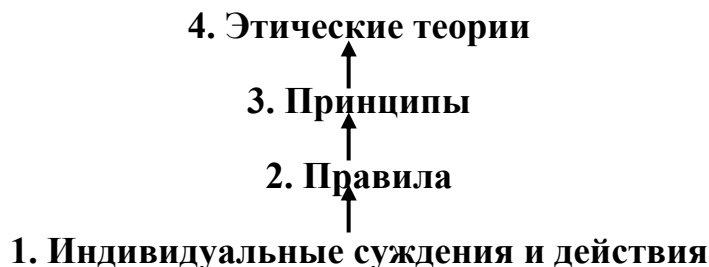 4. Этические теории
3. Принципы
2. Правила
1. Индивидуальные суждения и действия